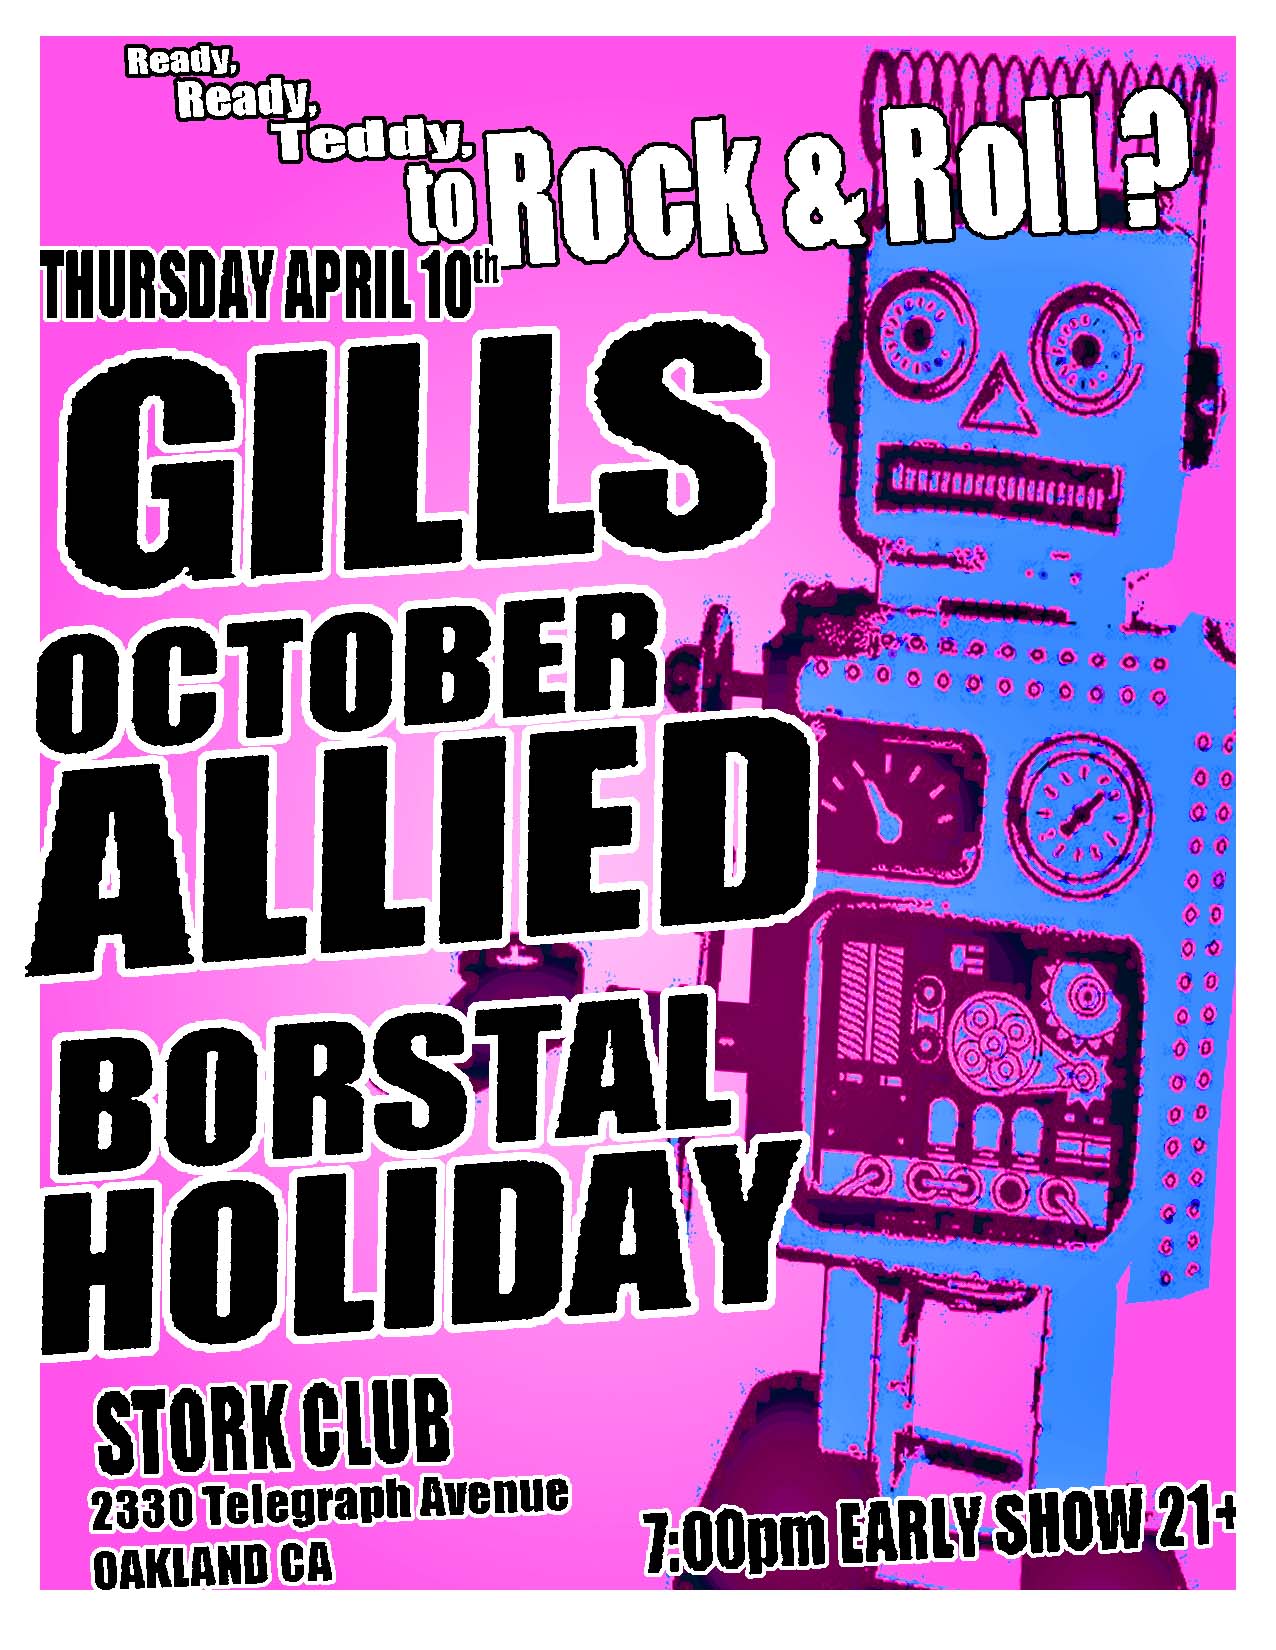 Ready,
Ready,
Teddy,
to Rock & Roll?
THURSDAY APRIL 10th
GILLS
OCTOBER
ALLIED
BORSTAL
HOLIDAY
STORK CLUB
2330 Telegraph Avenue
OAKLAND CA
7:00pm EARLY SHOW 21+